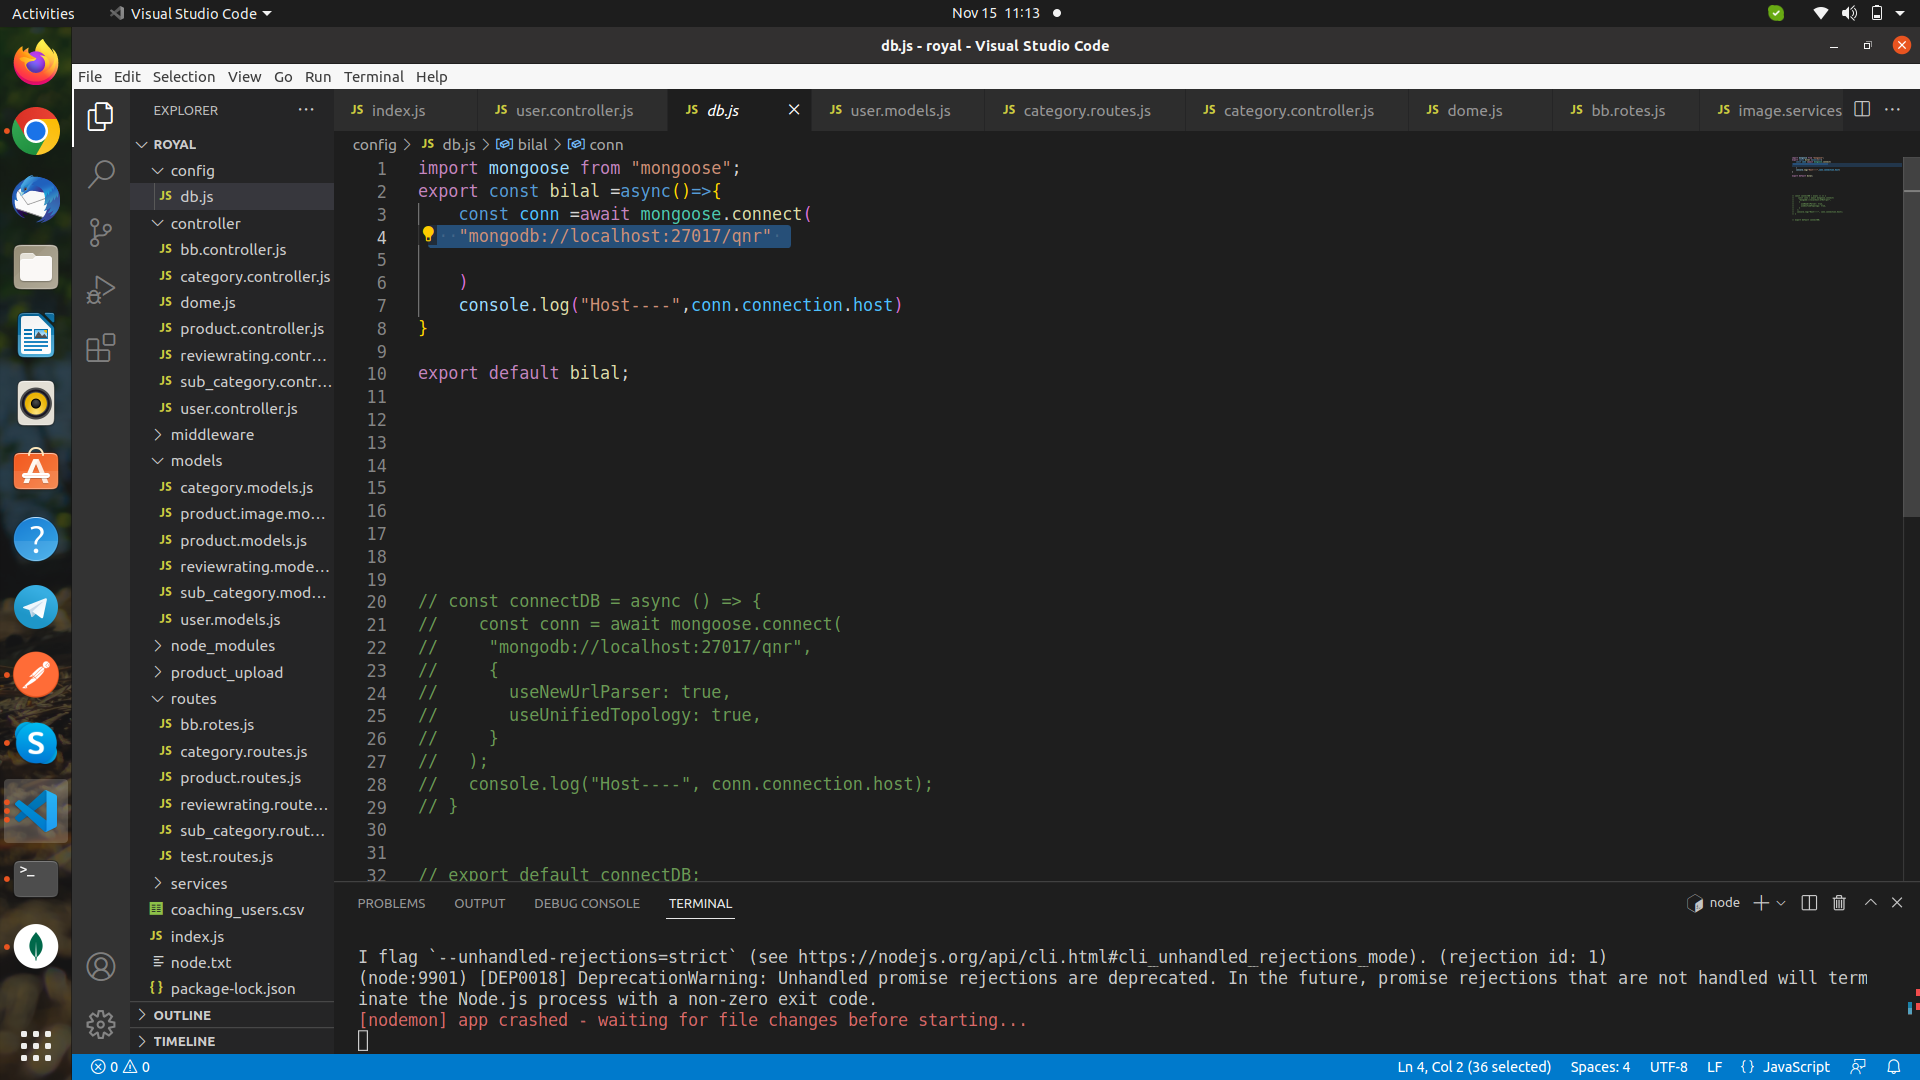 Activities
Visual Studio Code
Nov 15 11:13
db.js - royal - Visual Studio Code
File Edit Selection View Go Run Terminal Help
EXPLORER
index.js
user.controller.js
db.js
user.models.js
category.routes.js
category.controller.js
dome.js
bb.rotes.js
image.services
config > JS db.js > bilal > conn
ROYAL
config
JS db.js
controller
JS bb.controller.js
JS category.controller.js
JS dome.js
JS product.controller.js
JS reviewrating.contr...
JS sub_category.contr...
JS user.controller.js
middleware
models
JS category.models.js
JS product.image.mo...
JS product.models.js
JS reviewrating.mode...
JS sub_category.mod...
JS user.models.js
node_modules
product_upload
routes
JS bb.rotes.js
JS category.routes.js
JS product.routes.js
JS reviewrating.route...
JS sub_category.rout...
JS test.routes.js
services
coaching_users.csv
JS index.js
node.txt
{} package-lock.json
OUTLINE
TIMELINE
1 import mongoose from "mongoose";
2 export const bilal =async()=>{
3 const conn =await mongoose.connect(
4 "mongodb://localhost:27017/qnr"
5
6 )
7 console.log("Host----",conn.connection.host)
8 }
9
10 export default bilal;
11
12
13
14
15
16
17
18
19
20 // const connectDB = async () => {
21 // const conn = await mongoose.connect(
22 // "mongodb://localhost:27017/qnr",
23 // {
24 // useNewUrlParser: true,
25 // useUnifiedTopology: true,
26 // }
27 // );
28 // console.log("Host----", conn.connection.host);
29 // }
30
31
32 // export default connectDB;
PROBLEMS OUTPUT DEBUG CONSOLE TERMINAL
node
I flag `--unhandled-rejections=strict` (see https://nodejs.org/api/cli.html#cli_unhandled_rejections_mode). (rejection id: 1)
(node:9901) [DEP0018] DeprecationWarning: Unhandled promise rejections are deprecated. In the future, promise rejections that are not handled will term
inate the Node.js process with a non-zero exit code.
[nodemon] app crashed - waiting for file changes before starting...
0 0
Ln 4, Col 2 (36 selected) Spaces: 4 UTF-8 LF {} JavaScript